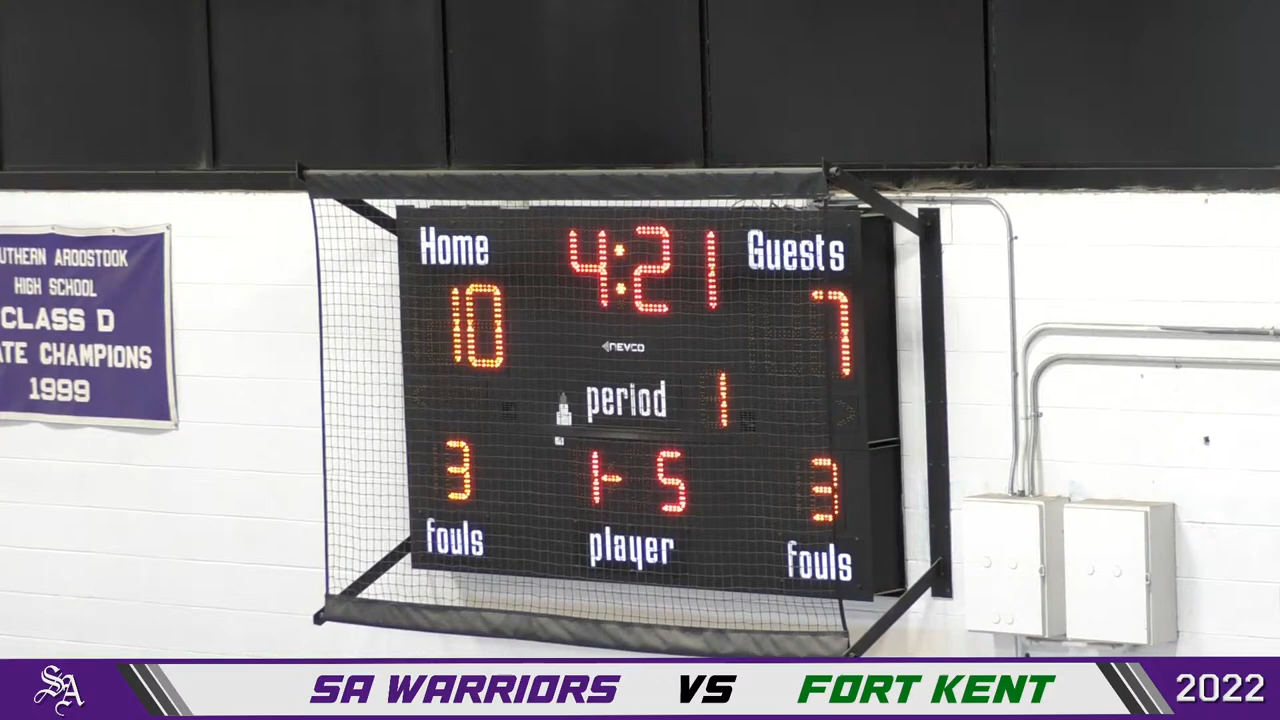 UTHERN AROOSTOOK
HIGH SCHOOL
CLASS D
ATE CHAMPIONS
1999
Home 4:21 Guests
10 7
NEVCO
period 1
3 1-5 3
fouls player fouls
SA SA WARRIORS VS FORT KENT 2022